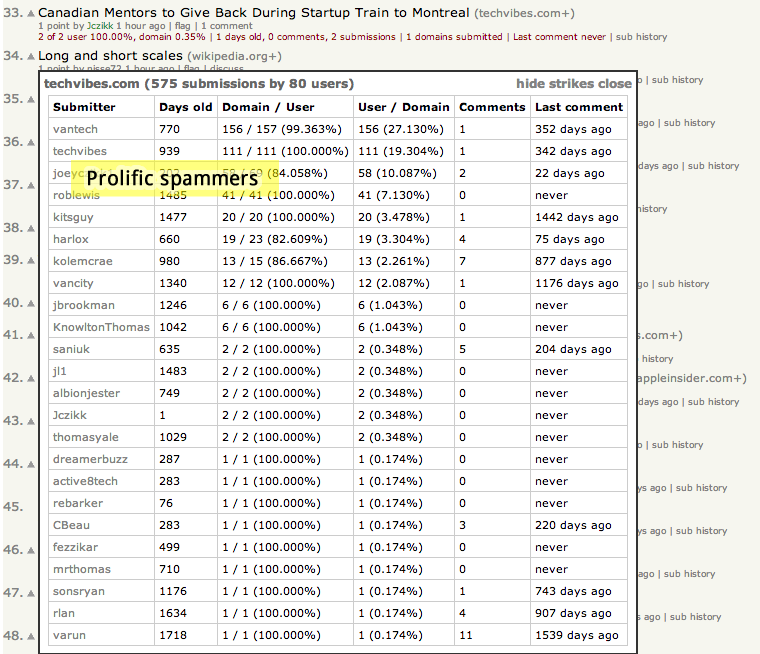 33. Canadian Mentors to Give Back During Startup Train to Montreal (techvibes.com+)
1 point by Jczikk 1 hour ago | flag | 1 comment
2 of 2 user 100.00%, domain 0.35% | 1 days old, 0 comments, 2 submissions | 1 domains submitted | Last comment never | sub history
34. Long and short scales (wikipedia.org+)
1 point by pisse72 1 hour ago | flag | discuss
techvibes.com (575 submissions by 80 users) hide strikes close
| sub history
Submitter Days old Domain / User User / Domain Comments Last comment
35.
vantech 770 156 / 157 (99.363%) 156 (27.130%) 1 352 days ago
ago | sub history
36.
techvibes 939 111 / 111 (100.000%) 111 (19.304%) 1 342 days ago
days ago | sub history
(84.058%) 58 (10.087%) 2 22 days ago
Prolific spammers
37.
roblewis 1485 41 / 41 (100.000%) 41 (7.130%) 0 never
history
kitsguy 1477 20 / 20 (100.000%) 20 (3.478%) 1 1442 days ago
38.
harlox 660 19 / 23 (82.609%) 19 (3.304%) 4 75 days ago
39.
kolemcrae 980 13 / 15 (86.667%) 13 (2.261%) 7 877 days ago
vancity 1340 12 / 12 (100.000%) 12 (2.087%) 1 1176 days ago
ago | sub history
40.
jbrookman 1246 6 / 6 (100.000%) 6 (1.043%) 0 never
KnowltonThomas 1042 6 / 6 (100.000%) 6 (1.043%) 0 never
41.
s.com+)
saniuk 635 2 / 2 (100.000%) 2 (0.348%) 5 204 days ago
history
jl1 1483 2 / 2 (100.000%) 2 (0.348%) 0 never
42.
appleinsider.com+)
albionjester 749 2 / 2 (100.000%) 2 (0.348%) 0 never
days ago | sub history
Jczikk 1 2 / 2 (100.000%) 2 (0.348%) 0 never
43.
thomasyale 1029 2 / 2 (100.000%) 2 (0.348%) 0 never
| sub history
dreamerbuzz 287 1 / 1 (100.000%) 1 (0.174%) 0 never
44.
active8tech 283 1 / 1 (100.000%) 1 (0.174%) 0 never
ys ago | sub history
rebarker 76 1 / 1 (100.000%) 1 (0.174%) 0 never
45.
CBeau 283 1 / 1 (100.000%) 1 (0.174%) 3 220 days ago
ys ago | sub history
fezzikar 499 1 / 1 (100.000%) 1 (0.174%) 0 never
46.
mrthomas 710 1 / 1 (100.000%) 1 (0.174%) 0 never
ago | sub history
sonsryan 1176 1 / 1 (100.000%) 1 (0.174%) 1 743 days ago
47.
rlan 1634 1 / 1 (100.000%) 1 (0.174%) 4 907 days ago
s ago | sub history
48.
varun 1718 1 / 1 (100.000%) 1 (0.174%) 11 1539 days ago